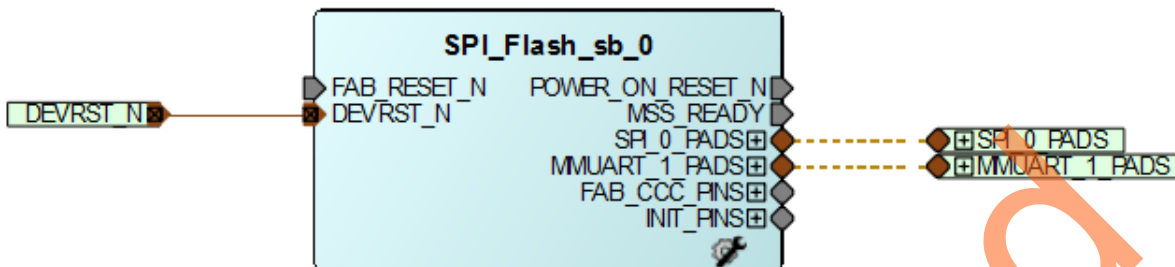 SPI_Flash_sb_0
FAB_RESET_N POWER_ON_RESET_N
DEVRST_N DEVRST_N MSS_READY
SPI_0_PADS SPI_0_PADS
MMUART_1_PADS MMUART_1_PADS
FAB_CCC_PINS
INIT_PINS